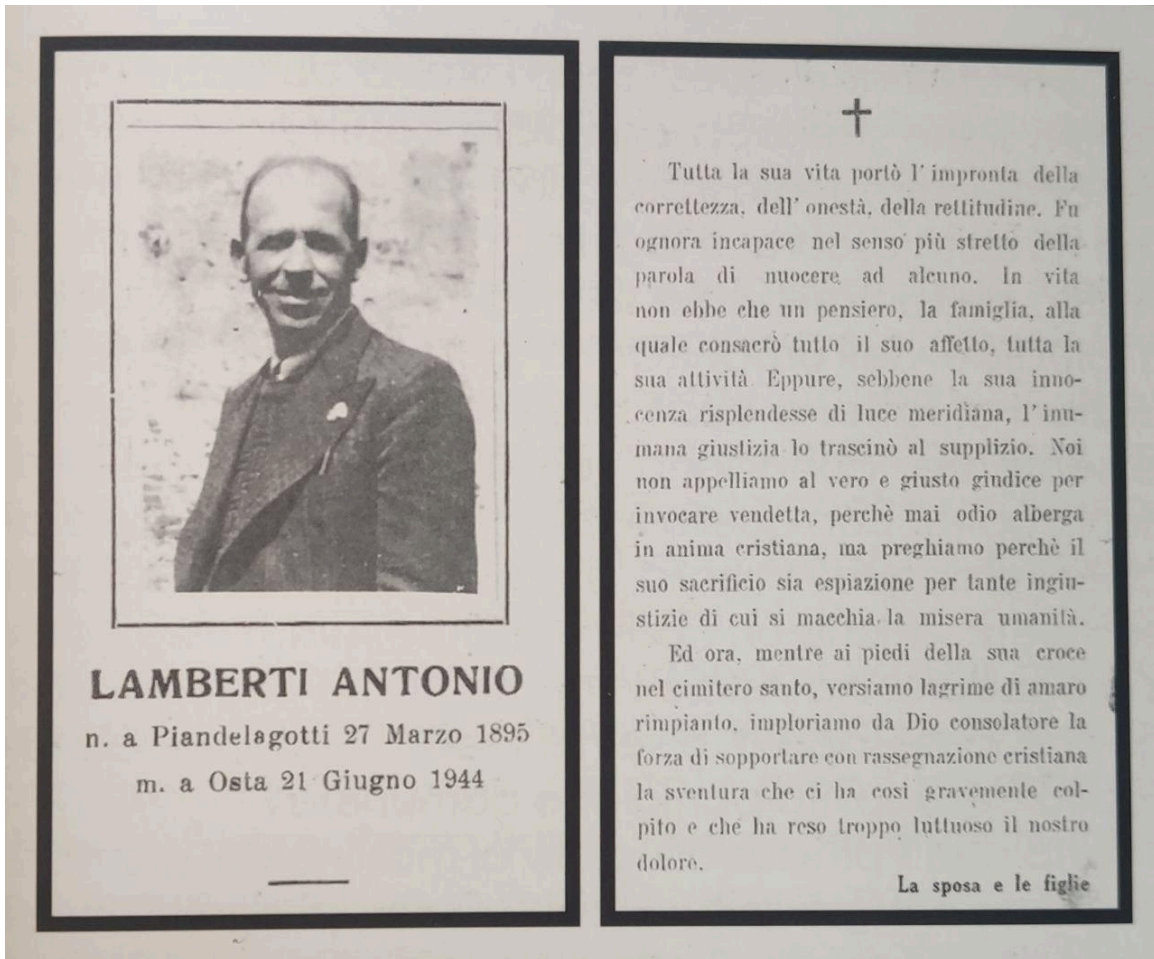 LAMBERTI ANTONIO
n. a Piandelagotti 27 Marzo 1895
m. a Osta 21 Giugno 1944
Tutta la sua vita portò l'impronta della
correttezza, dell'onestà, della rettitudine. Fu
ognora incapace nel senso più stretto della
parola di nuocere ad alcuno. In vita
non ebbe che un pensiero, la famiglia, alla
quale consacrò tutto il suo affetto, tutta la
sua attività. Eppure, sebbene la sua inno-
cenza risplendesse di luce meridiana, l'inu-
mana giustizia lo trascinò al supplizio. Noi
non appelliamo al vero e giusto giudice per
invocare vendetta, perchè mai odio alberga
in anima cristiana, ma preghiamo perchè il
suo sacrificio sia espiazione per tante ingiu-
stizie di cui si macchia la misera umanità.
Ed ora, mentre ai piedi della sua croce
nel cimitero santo, versiamo lagrime di amaro
rimpianto, imploriamo da Dio consolatore la
forza di sopportare con rassegnazione cristiana
la sventura che ci ha così gravemente col-
pito e che ha reso troppo luttuoso il nostro
dolore.
La sposa e le figlie